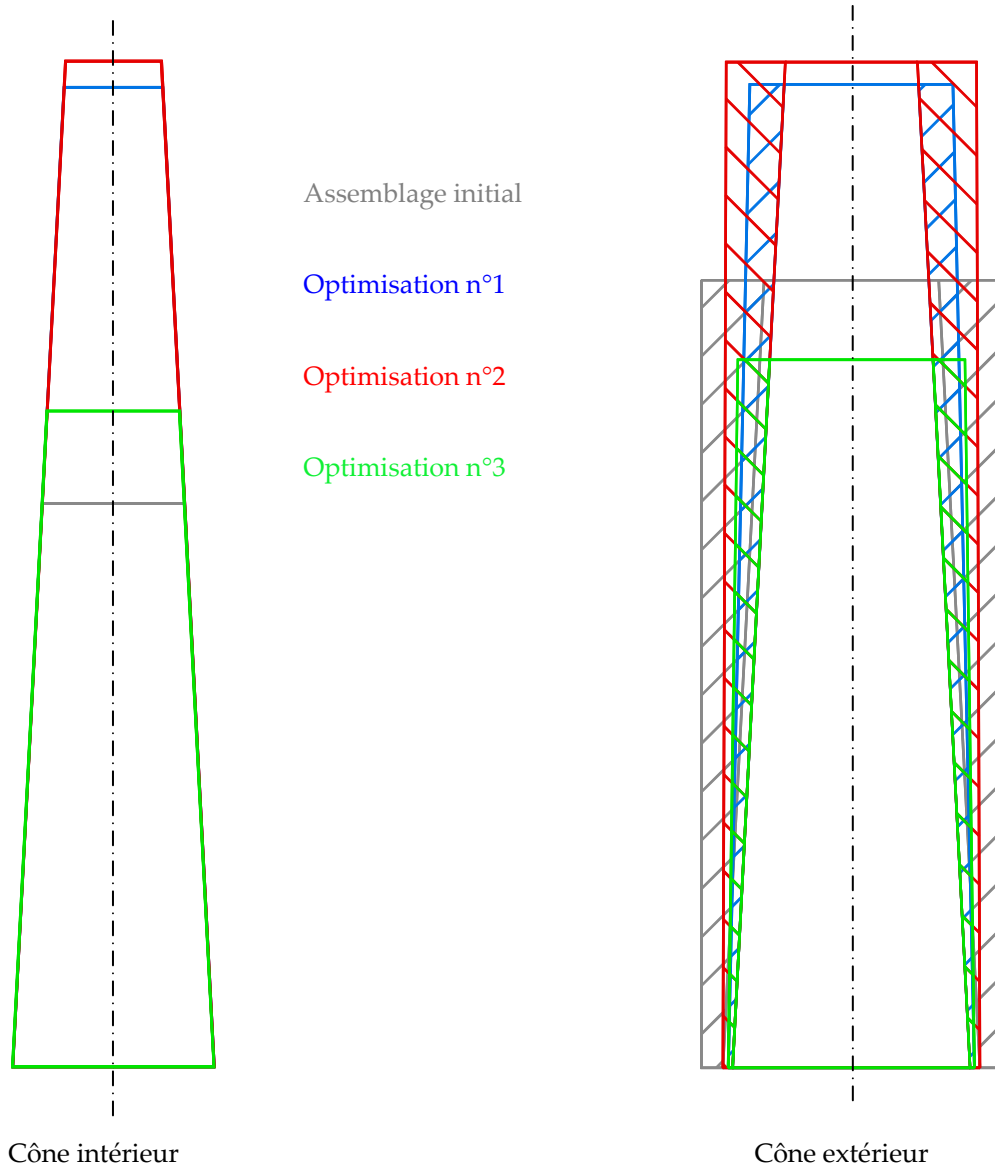 Assemblage initial
Optimisation n°1
Optimisation n°2
Optimisation n°3
Cône intérieur
Cône extérieur